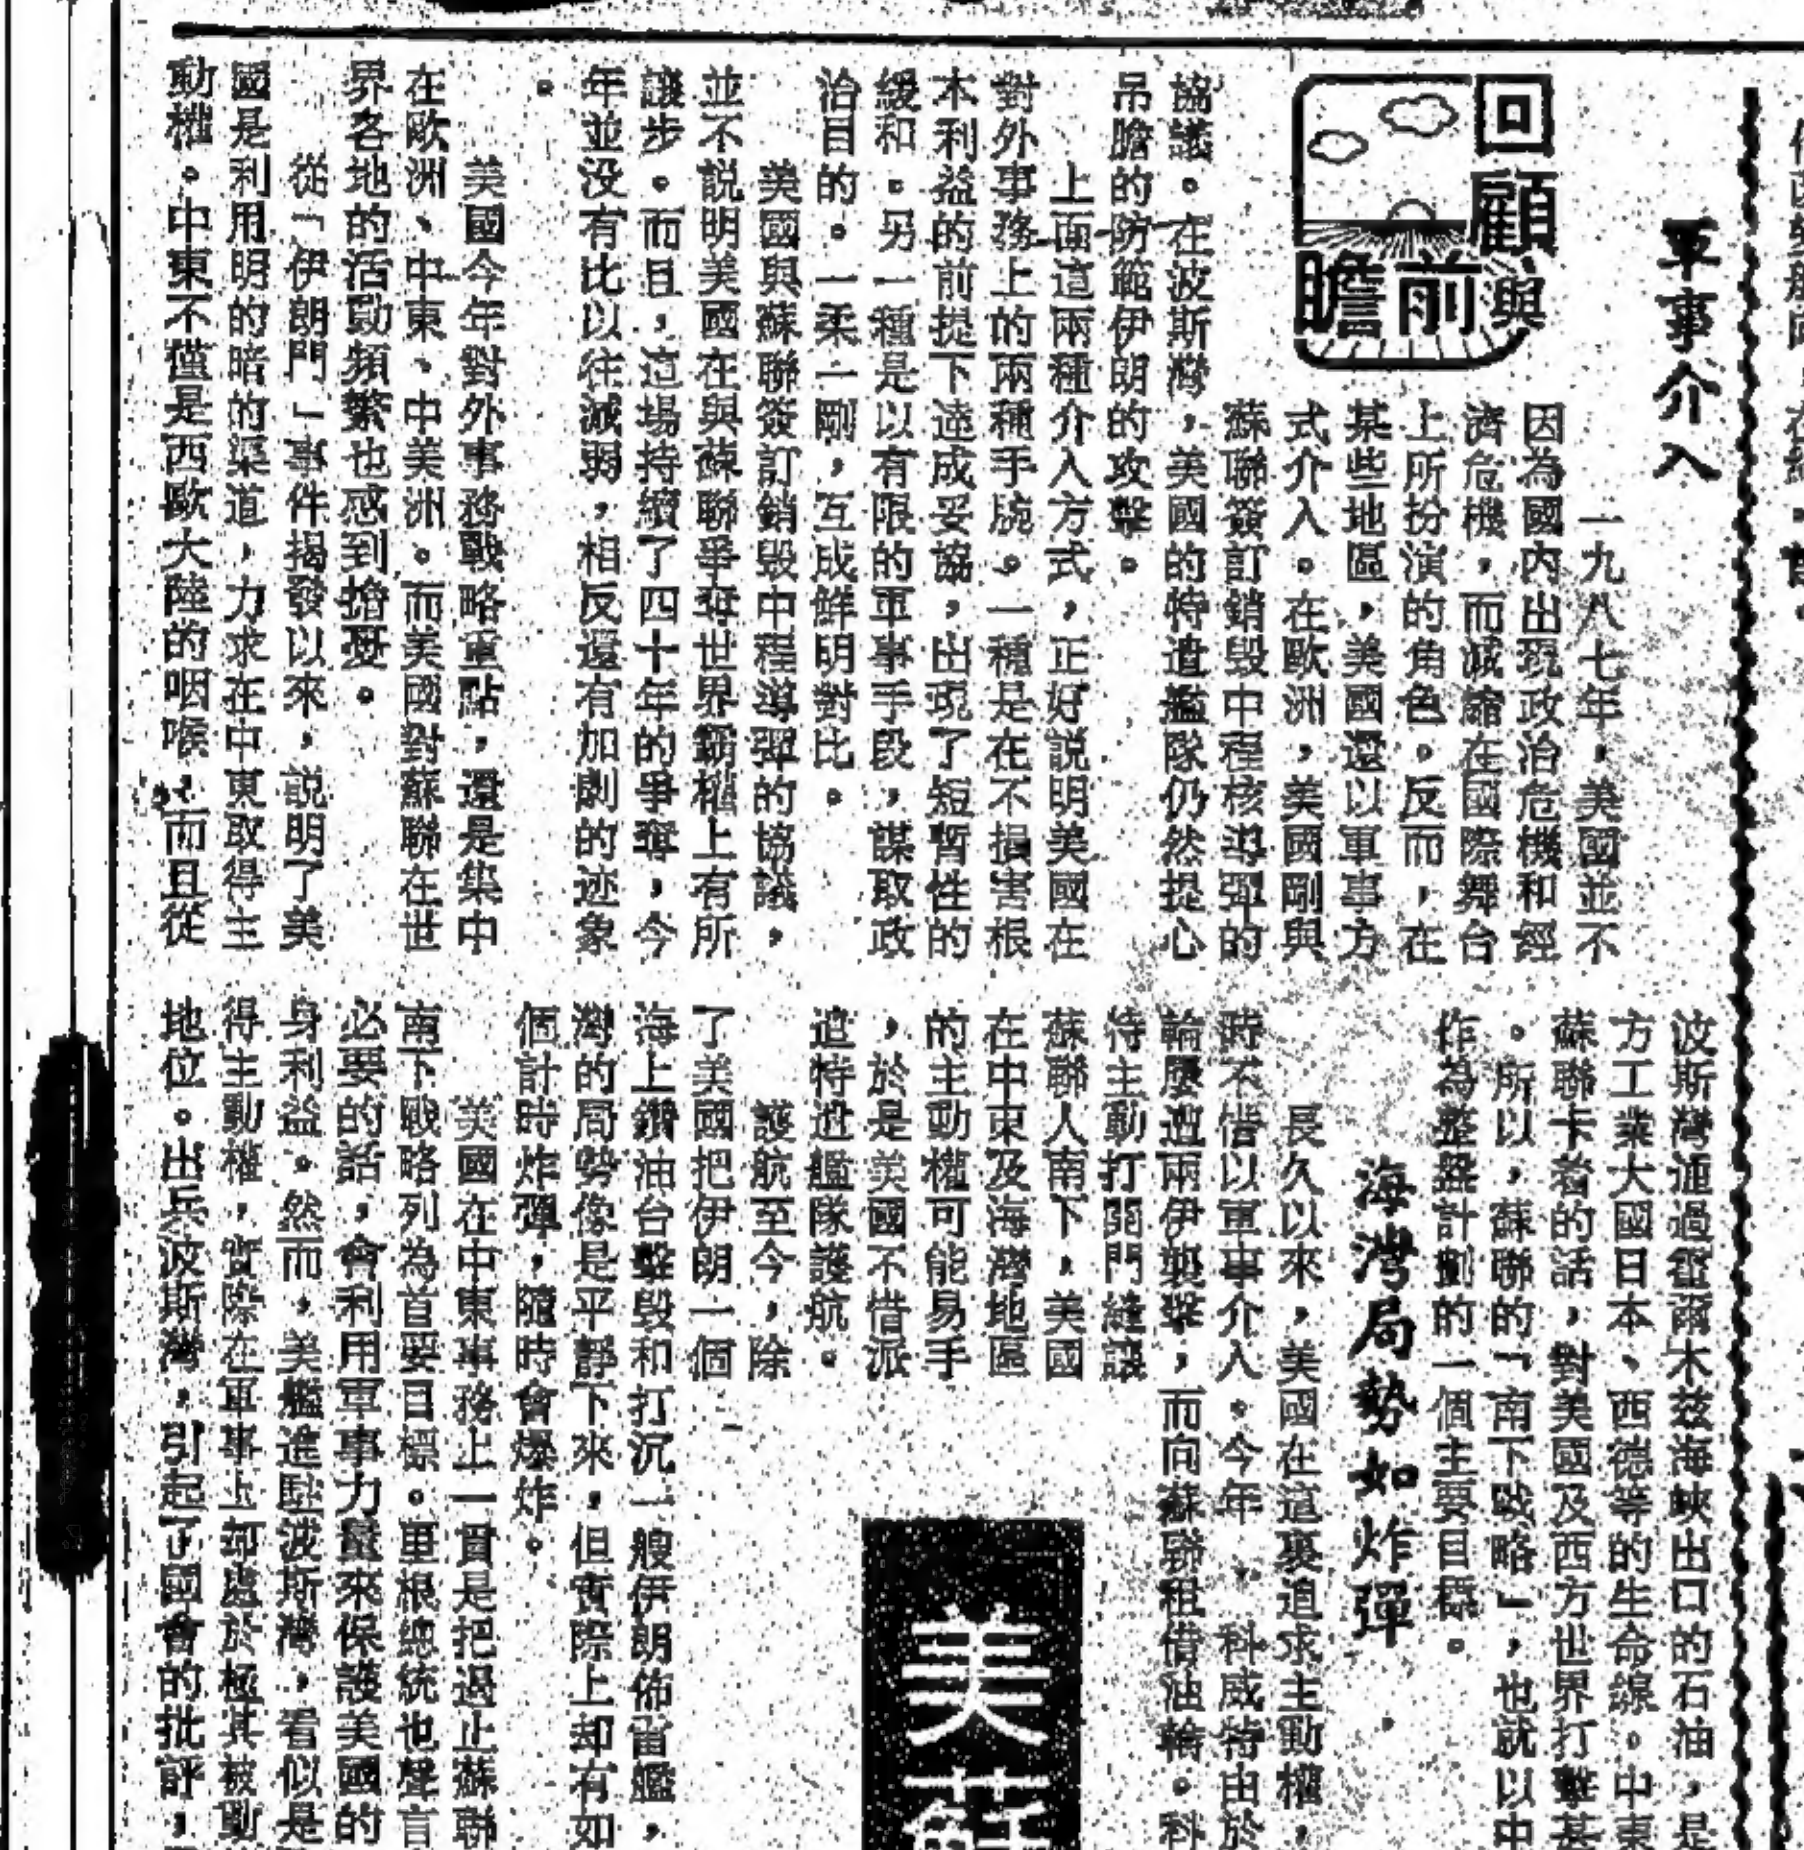 回顧與
前瞻
軍事介入
一九八七年，美國並不
因為國內出現政治危機和經
濟危機，而減縮在國際舞台
上所扮演的角色。反而，在
某些地區，美國還以軍事方
式介入。在歐洲，美國剛與
蘇聯簽訂銷毀中程核導彈的
協議。在波斯灣，美國的特遣艦隊仍然提心
吊膽的防範伊朗的攻擊。
上面這兩種介入方式，正好説明美國在
對外事務上的兩種手腕。一種是在不損害根
本利益的前提下達成妥協，出現了短暫性的
緩和。另一種是以有限的軍事手段，謀取政
治目的。一柔一剛，互成鮮明對比。
美國與蘇聯簽訂銷毀中程導彈的協議，
並不説明美國在與蘇聯爭奪世界霸權上有所
讓步。而且，這場持續了四十年的爭奪，今
年並没有比以往減弱，相反還有加劇的迹象
。
美國今年對外事務戰略重點，還是集中
在歐洲、中東、中美洲。而美國對蘇聯在世
界各地的活動頻繁也感到擔憂。
從「伊朗門」事件揭發以來，説明了美
國是利用明的暗的渠道，力求在中東取得主
動權。中東不僅是西歐大陸的咽喉，而且從
波斯灣通過霍爾木茲海峽出口的石油，是
方工業大國日本、西德等的生命線。中東
蘇聯卡着的話，對美國及西方世界打擊甚
。所以，蘇聯的「南下戰略」，也就以中
作為整盤計劃的一個主要目標。
海灣局勢如炸彈
長久以來，美國在這裏追求主動權，
時不惜以軍事介入。今年，科威特由於
輪屢遭兩伊襲擊，而向蘇聯租借油輪。科
特主動打開門縫讓
蘇聯人南下，美國
在中東及海灣地區
的主動權可能易手
，於是美國不惜派
遣特遣艦隊護航。
護航至今，除
了美國把伊朗一個
海上鑽油台擊毀和打沉一艘伊朗佈雷艦，
灣的局勢像是平靜下來，但實際上却有如
個計時炸彈，隨時會爆炸。
美國在中東事務上一貫是把遏止蘇聯
南下戰略列為首要目標。里根總統也聲言
必要的話，會利用軍事力量來保護美國的
身利益。然而，美艦進駐波斯灣，看似是
得主動權，實際在軍事上却處於極其被動
地位。出兵波斯灣，引起了國會的批評，
美蘇